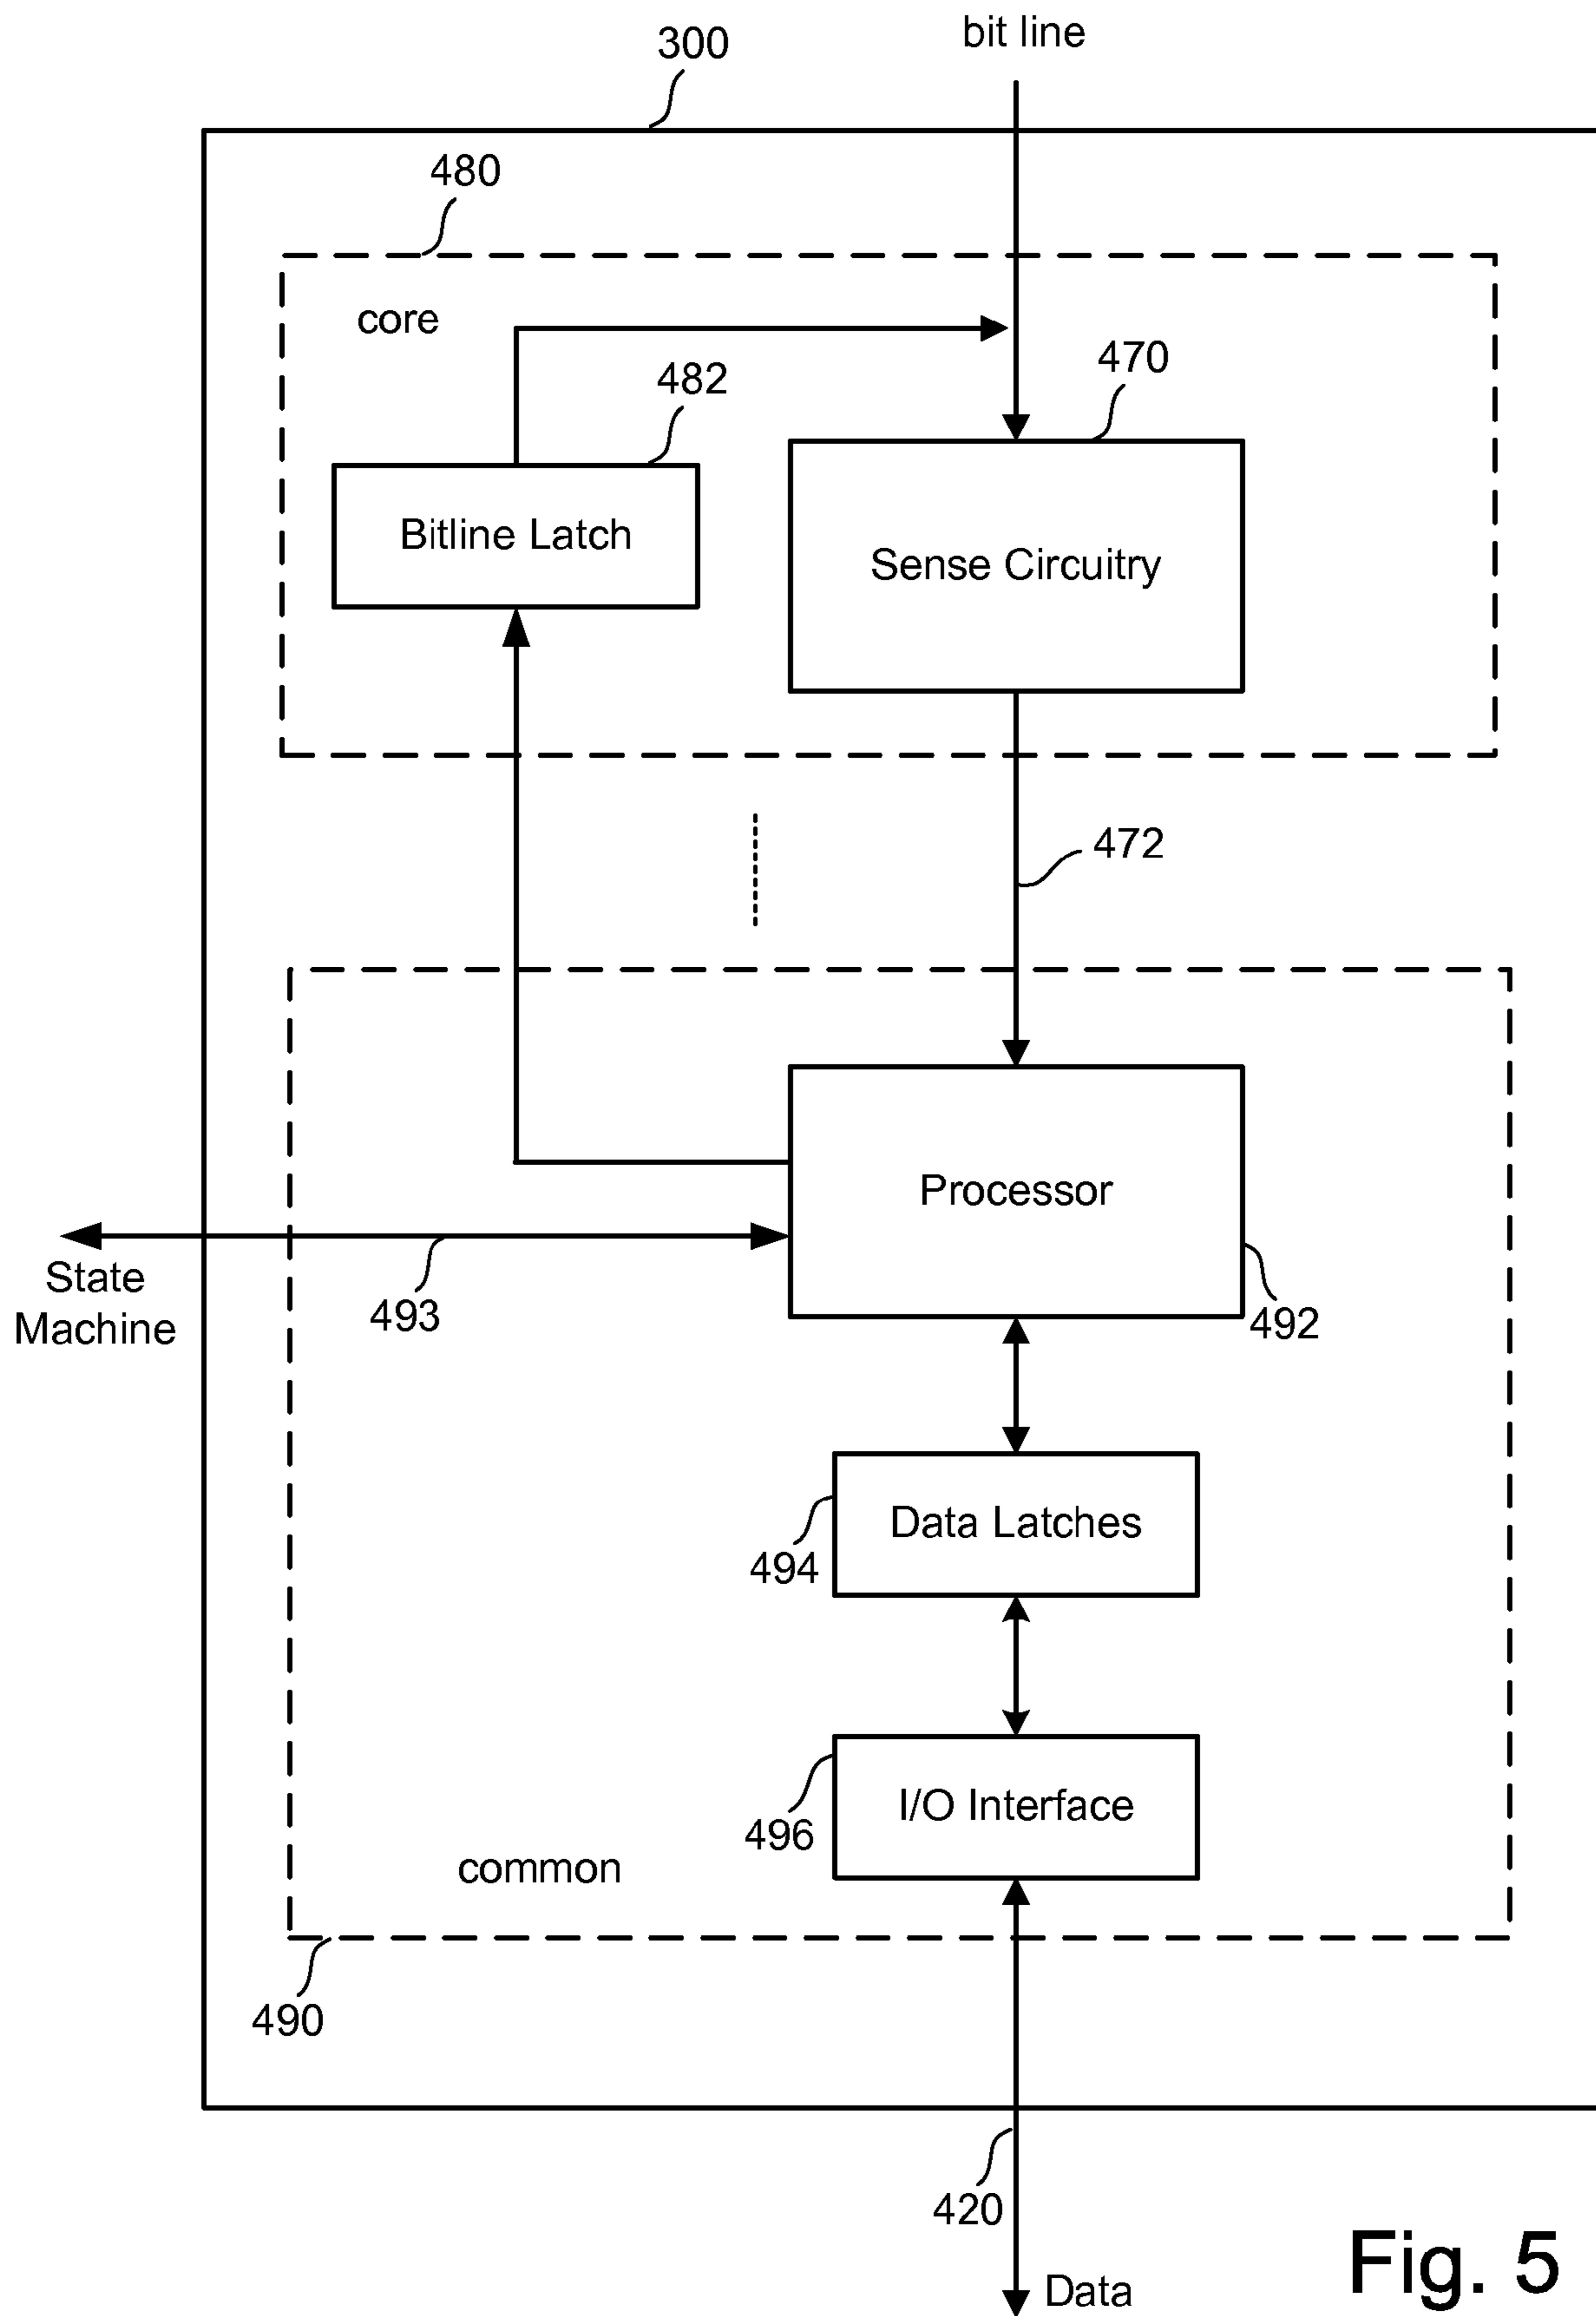 bit line
300
480
core
470
482
Bitline Latch
Sense Circuitry
472
Processor
State
Machine
493
492
Data Latches
494
I/O Interface
496
common
490
420
Data
Fig. 5